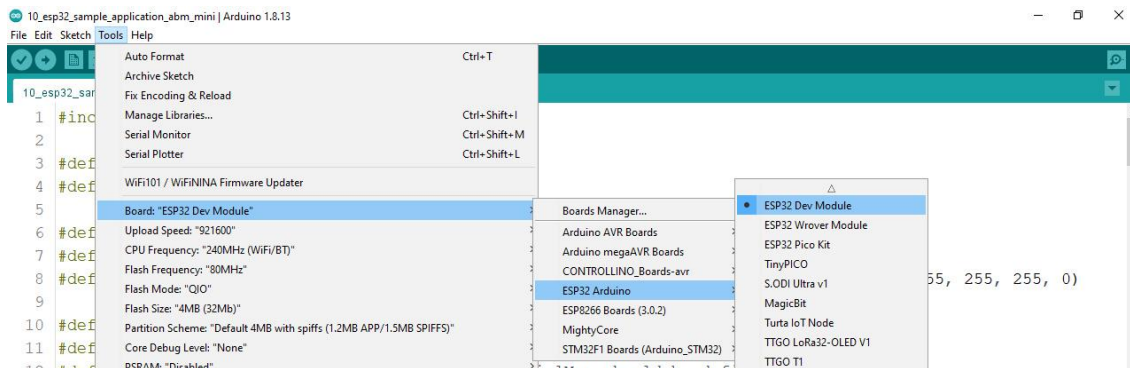 10_esp32_sample_application_abm_mini | Arduino 1.8.13
File Edit Sketch Tools Help
Auto Format Ctrl+T
Archive Sketch
Fix Encoding & Reload
Manage Libraries... Ctrl+Shift+I
Serial Monitor Ctrl+Shift+M
Serial Plotter Ctrl+Shift+L
WiFi101 / WiFiNINA Firmware Updater
Board: "ESP32 Dev Module"
Upload Speed: "921600"
CPU Frequency: "240MHz (WiFi/BT)"
Flash Frequency: "80MHz"
Flash Mode: "QIO"
Flash Size: "4MB (32Mb)"
Partition Scheme: "Default 4MB with spiffs (1.2MB APP/1.5MB SPIFFS)"
Core Debug Level: "None"
PSRAM: "Disabled"
Boards Manager...
Arduino AVR Boards
Arduino megaAVR Boards
CONTROLLINO_Boards-avr
ESP32 Arduino
ESP8266 Boards (3.0.2)
MightyCore
STM32F1 Boards (Arduino_STM32)
ESP32 Dev Module
ESP32 Wrover Module
ESP32 Pico Kit
TinyPICO
S.ODI Ultra v1
MagicBit
Turta IoT Node
TTGO LoRa32-OLED V1
TTGO T1
10_esp32_sar
1 #inc
2
3 #def
4 #def
5
6 #def
7 #def
8 #def 55, 255, 255, 0)
9
10 #def
11 #def